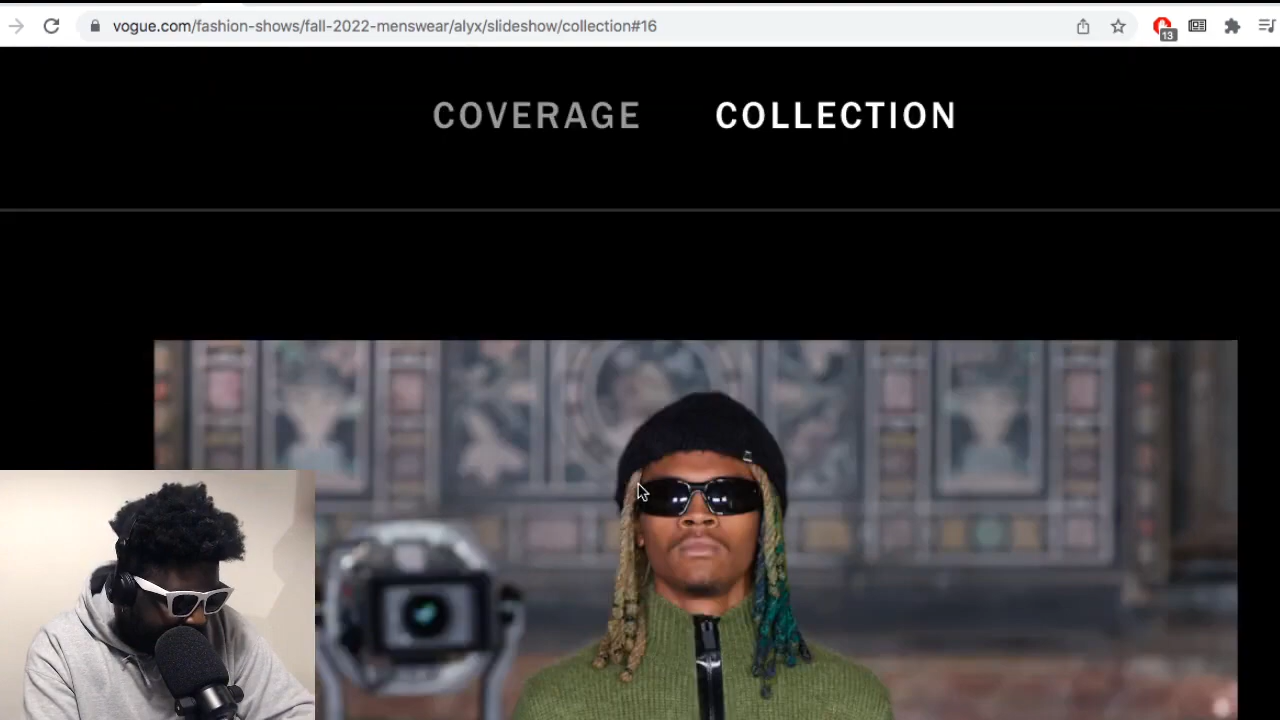 vogue.com/fashion-shows/fall-2022-menswear/alyx/slideshow/collection#16
13
COVERAGE COLLECTION